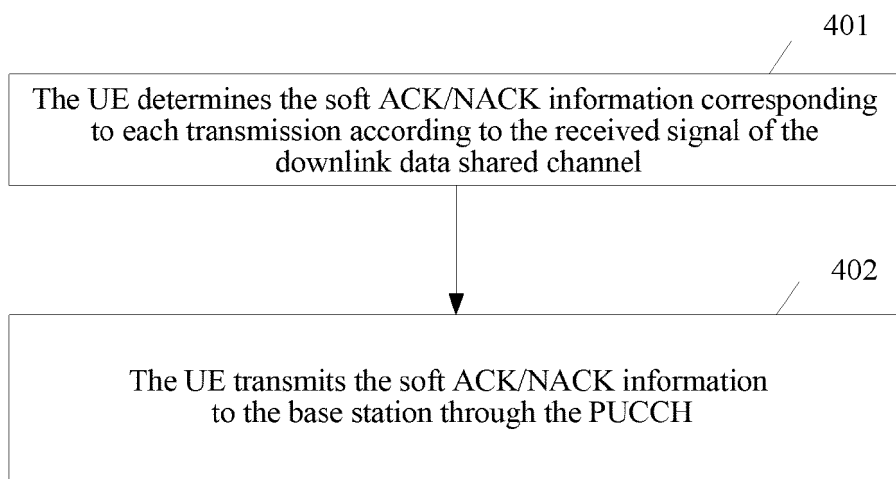 401
The UE determines the soft ACK/NACK information corresponding
to each transmission according to the received signal of the
downlink data shared channel
402
The UE transmits the soft ACK/NACK information
to the base station through the PUCCH